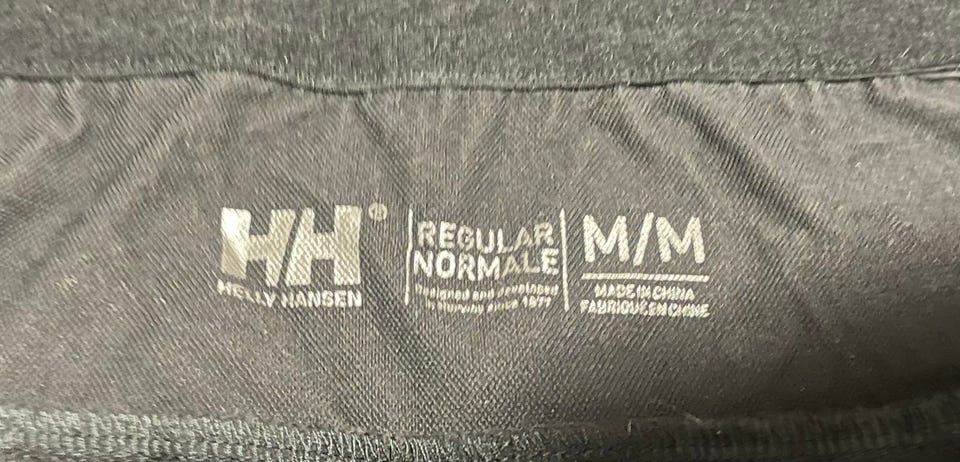 HH®
HELLY HANSEN
REGULAR
NORMALE
Designed and developed
in Norway since 1877
M/M
MADE IN CHINA
FABRIQUE EN CHINE